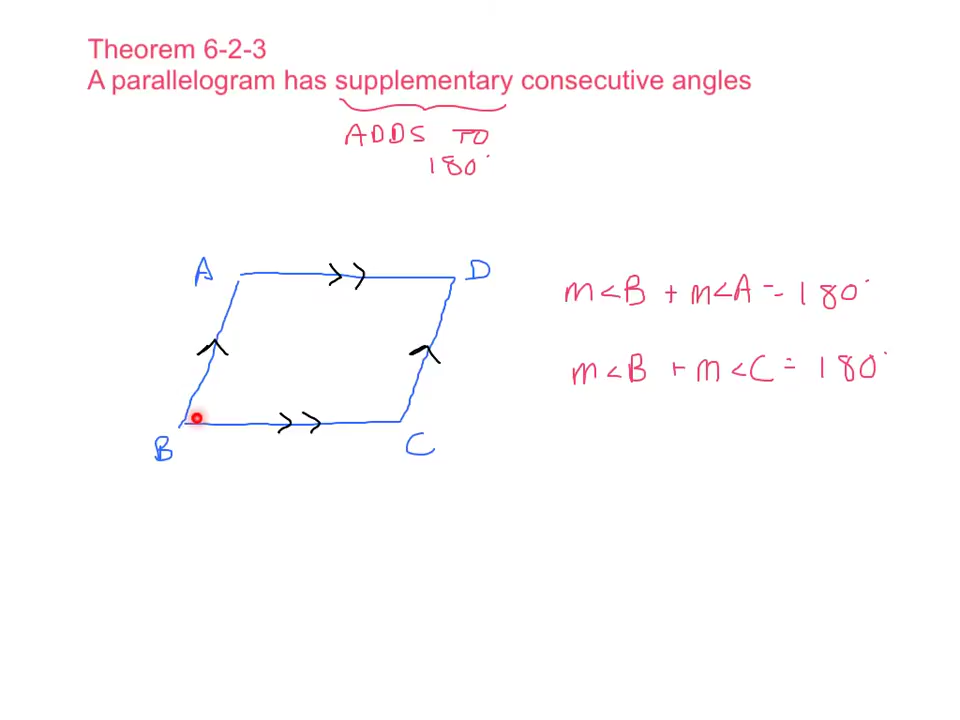 Theorem 6-2-3
A parallelogram has supplementary consecutive angles
ADDS TO
180°
A
D
m<B + m<A = 180°
m<B + m<C = 180°
B
C